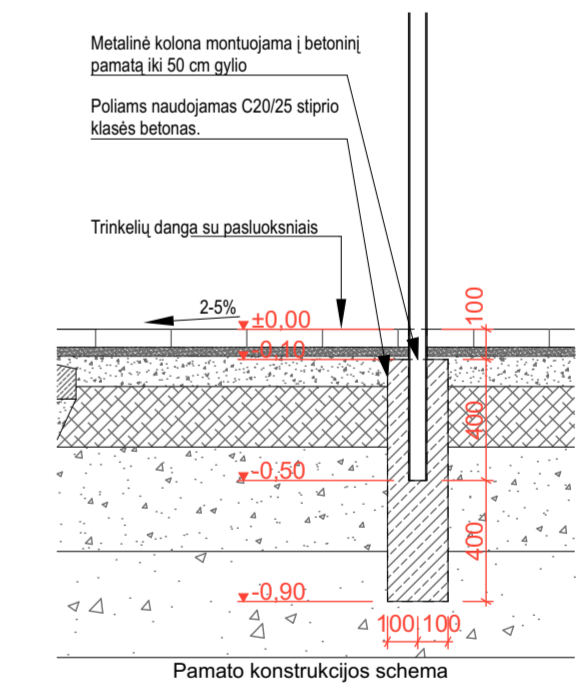 Metalinė kolona montuojama į betoninį
pamatą iki 50 cm gylio
Poliams naudojamas C20/25 stiprio
klasės betonas.
Trinkelių danga su pasluoksniais
2-5%
±0,00
100
-0,10
400
-0,50
400
-0,90
100 100
Pamato konstrukcijos schema